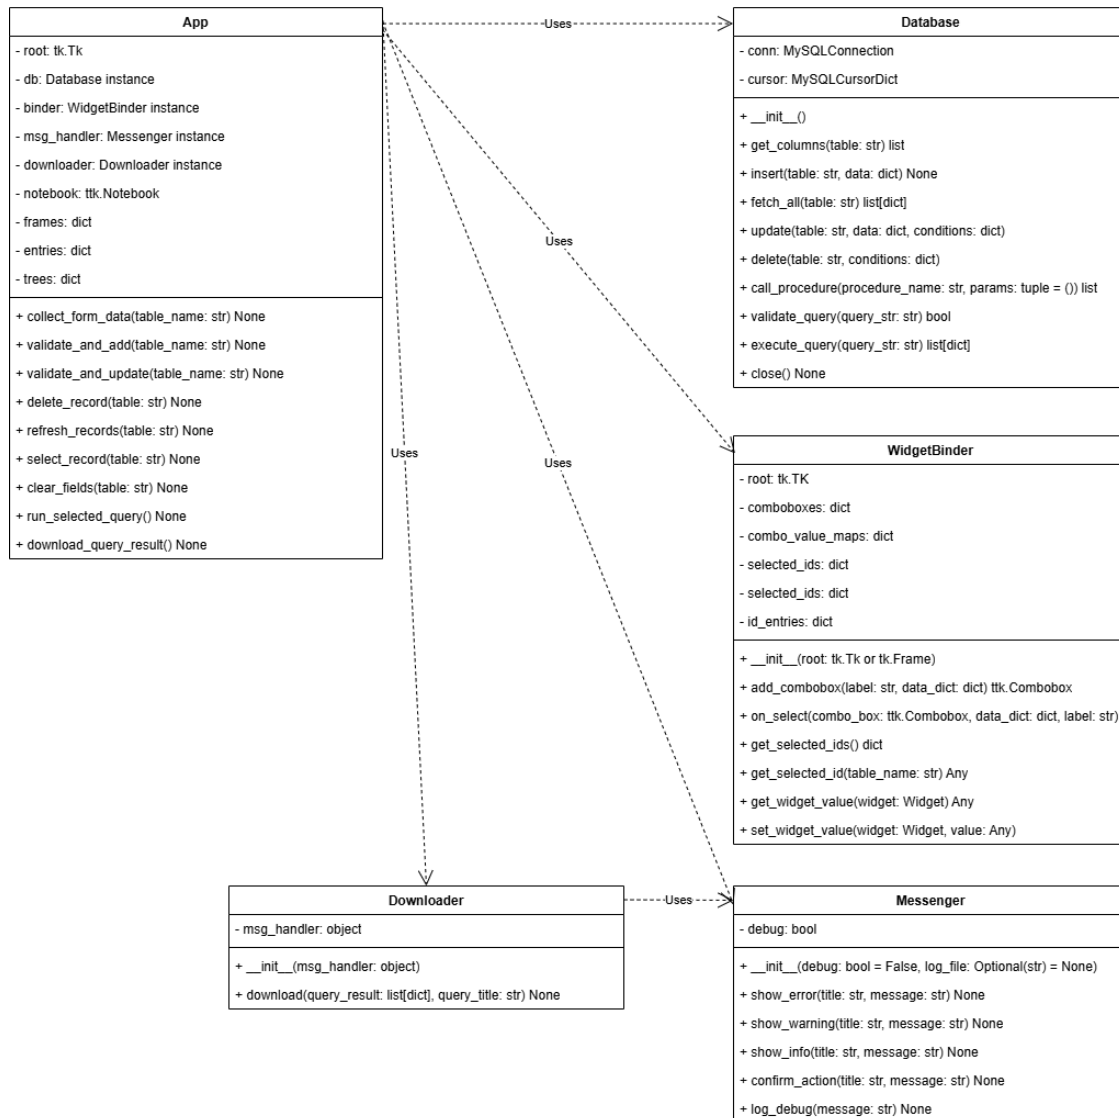 App
- root: tk.Tk
- db: Database instance
- binder: WidgetBinder instance
- msg_handler: Messenger instance
- downloader: Downloader instance
- notebook: ttk.Notebook
- frames: dict
- entries: dict
- trees: dict
+ collect_form_data(table_name: str) None
+ validate_and_add(table_name: str) None
+ validate_and_update(table_name: str) None
+ delete_record(table: str) None
+ refresh_records(table: str) None
+ select_record(table: str) None
+ clear_fields(table: str) None
+ run_selected_query() None
+ download_query_result() None
Uses
Uses
Uses
Uses
Database
- conn: MySQLConnection
- cursor: MySQLCursorDict
+ __init__()
+ get_columns(table: str) list
+ insert(table: str, data: dict) None
+ fetch_all(table: str) list[dict]
+ update(table: str, data: dict, conditions: dict)
+ delete(table: str, conditions: dict)
+ call_procedure(procedure_name: str, params: tuple = ()) list
+ validate_query(query_str: str) bool
+ execute_query(query_str: str) list[dict]
+ close() None
WidgetBinder
- root: tk.TK
- comboboxes: dict
- combo_value_maps: dict
- selected_ids: dict
- selected_ids: dict
- id_entries: dict
+ __init__(root: tk.Tk or tk.Frame)
+ add_combobox(label: str, data_dict: dict) ttk.Combobox
+ on_select(combo_box: ttk.Combobox, data_dict: dict, label: str)
+ get_selected_ids() dict
+ get_selected_id(table_name: str) Any
+ get_widget_value(widget: Widget) Any
+ set_widget_value(widget: Widget, value: Any)
Downloader
- msg_handler: object
+ __init__(msg_handler: object)
+ download(query_result: list[dict], query_title: str) None
Uses
Messenger
- debug: bool
+ __init__(debug: bool = False, log_file: Optional(str) = None)
+ show_error(title: str, message: str) None
+ show_warning(title: str, message: str) None
+ show_info(title: str, message: str) None
+ confirm_action(title: str, message: str) None
+ log_debug(message: str) None